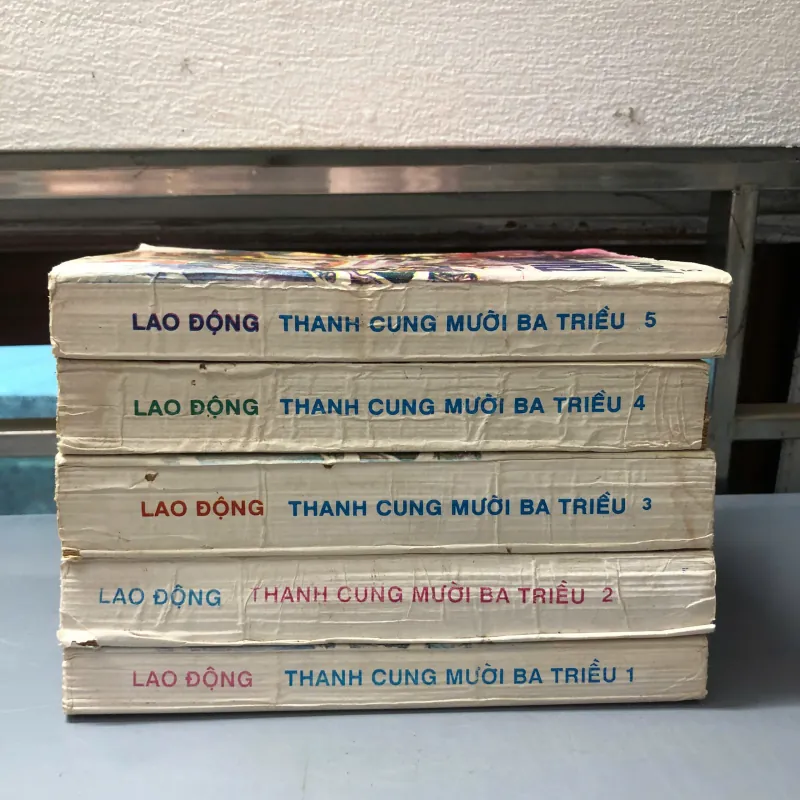 LAO ĐỘNG THANH CUNG MƯỜI BA TRIỀU 5
LAO ĐỘNG THANH CUNG MƯỜI BA TRIỀU 4
LAO ĐỘNG THANH CUNG MƯỜI BA TRIỀU 3
LAO ĐỘNG THANH CUNG MƯỜI BA TRIỀU 2
LAO ĐỘNG THANH CUNG MƯỜI BA TRIỀU 1